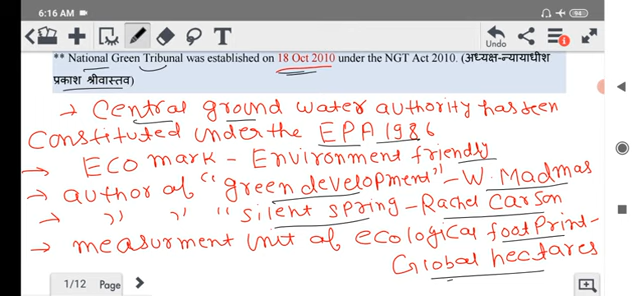 6:16 AM
94
Undo
** National Green Tribunal was established on 18 Oct 2010 under the NGT Act 2010. (अध्यक्ष-न्यायाधीश
प्रकाश श्रीवास्तव)
→ Central ground water authority has been
Constituted under the EPA 1986
→ ECO mark - Environment friendly
→ author of "green development" - W. Madmas
→ " " "silent spring - Rachel Carson
→ measurment unit of ecological footprint -
Global hectares
1/12 Page